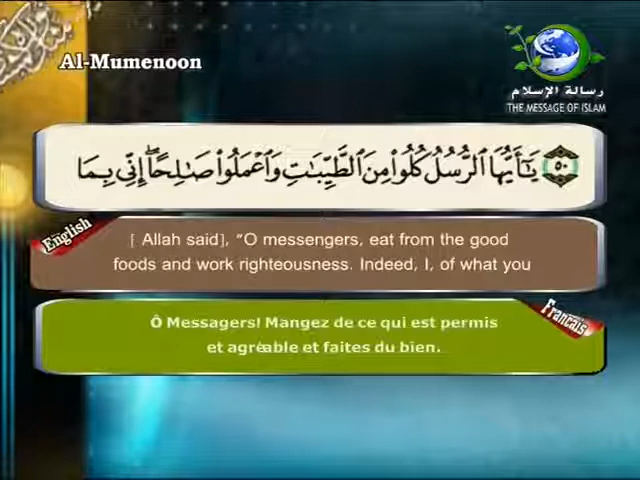 Al-Mumenoon
رسالة الإسلام
THE MESSAGE OF ISLAM
۝٥٠ يَـٰٓأَيُّهَا ٱلرُّسُلُ كُلُوا۟ مِنَ ٱلطَّيِّبَـٰتِ وَٱعْمَلُوا۟ صَـٰلِحًا ۖ إِنِّى بِمَا
English
[ Allah said], “O messengers, eat from the good
foods and work righteousness. Indeed, I, of what you
Francais
Ô Messagers! Mangez de ce qui est permis
et agréable et faites du bien.